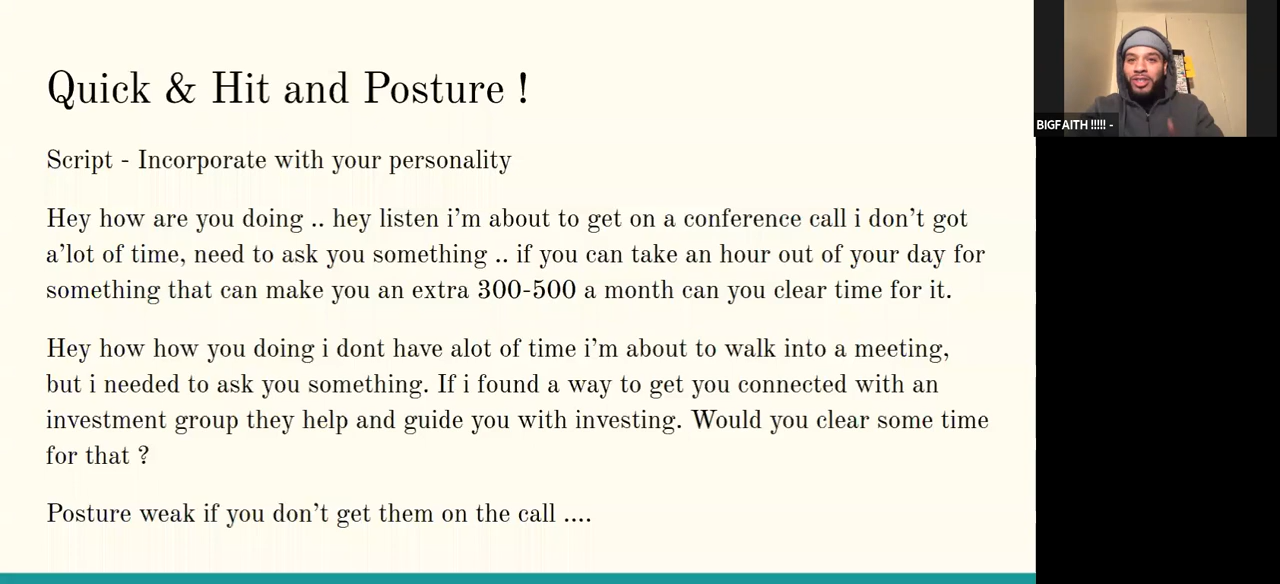 Quick & Hit and Posture !
Script - Incorporate with your personality
Hey how are you doing .. hey listen i’m about to get on a conference call i don’t got
a’lot of time, need to ask you something .. if you can take an hour out of your day for
something that can make you an extra 300-500 a month can you clear time for it.
Hey how how you doing i dont have alot of time i’m about to walk into a meeting,
but i needed to ask you something. If i found a way to get you connected with an
investment group they help and guide you with investing. Would you clear some time
for that ?
Posture weak if you don’t get them on the call ....
BIGFAITH !!!!! -